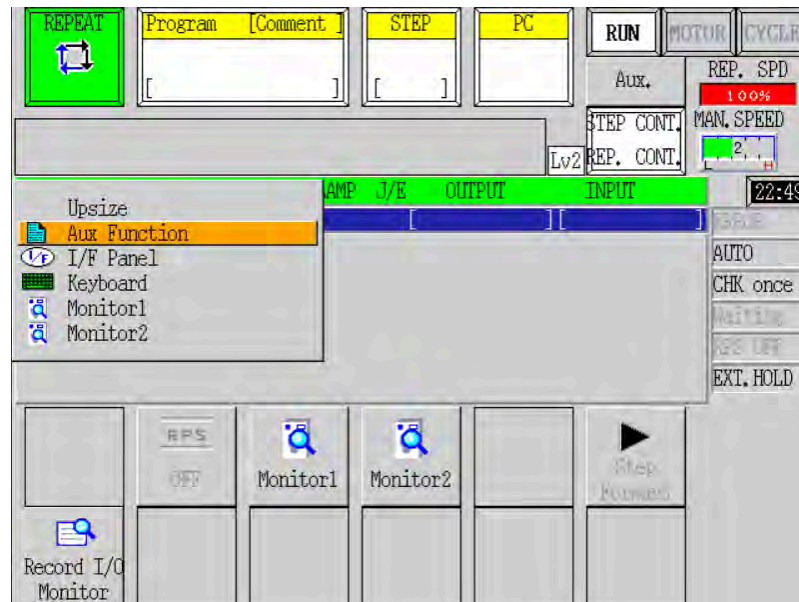 REPEAT
Program [Comment ]
[ ]
STEP
[ ]
PC
RUN
MOTOR
CYCLE
Aux.
REP. SPD
100%
STEP CONT.
REP. CONT.
MAN. SPEED
2
L H
Lv2
J/E OUTPUT INPUT
22:49
[ ][ ]
Upsize
Aux Function
I/F I/F Panel
Keyboard
Monitor1
Monitor2
AUTO
CHK once
Waiting
RPS OFF
EXT. HOLD
RPS
OFF
Monitor1
Monitor2
Step
Forward
Record I/O
Monitor